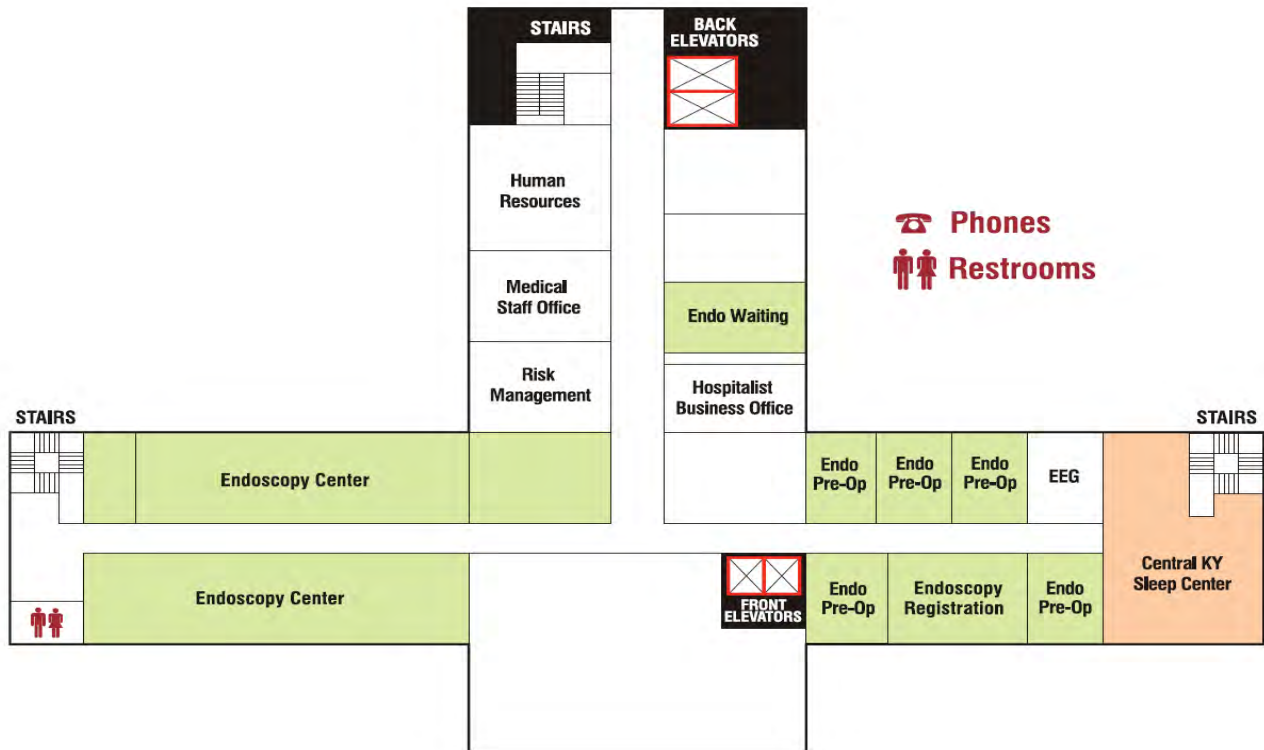 STAIRS
BACK
ELEVATORS
Human
Resources
Phones
Restrooms
Medical
Staff Office
Endo Waiting
Risk
Management
Hospitalist
Business Office
STAIRS
STAIRS
Endoscopy Center
Endo
Pre-Op
Endo
Pre-Op
Endo
Pre-Op
EEG
Central KY
Sleep Center
Endoscopy Center
FRONT
ELEVATORS
Endo
Pre-Op
Endoscopy
Registration
Endo
Pre-Op